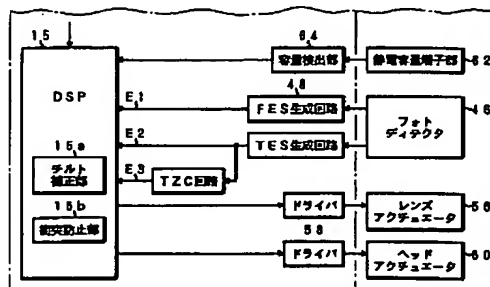 15
64
容量検出部
静電容量端子部
62
DSP
48
E1
FES生成回路
フォト
ディテクタ
46
E2
TES生成回路
15a
E3
チルト
補正部
TZC回路
15b
衝突防止部
ドライバ
レンズ
アクチュエータ
56
58
ドライバ
ヘッド
アクチュエータ
60